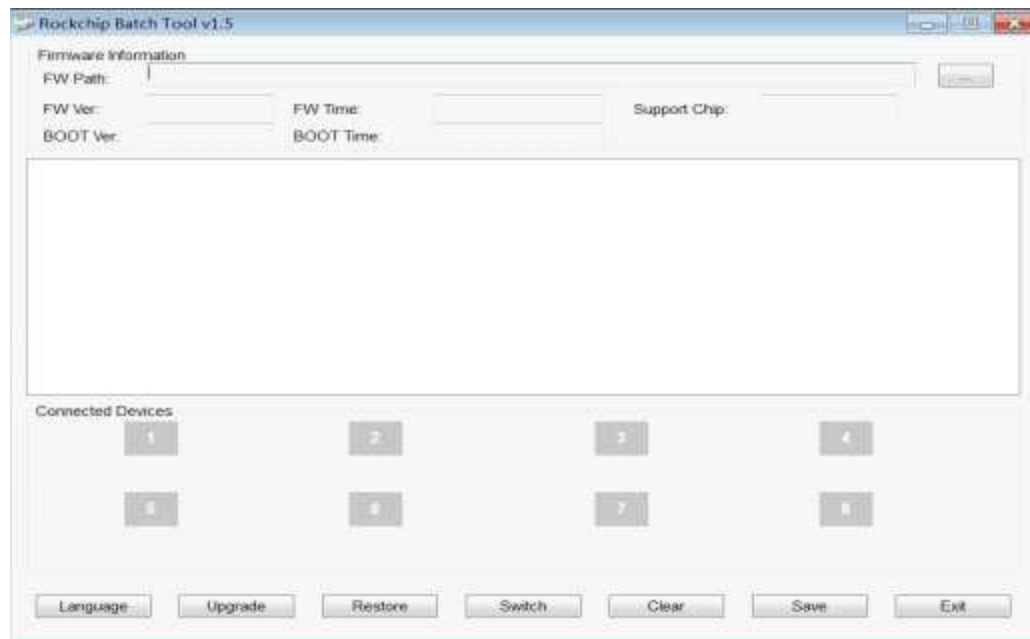 Rockchip Batch Tool v1.5
Firmware Information
FW Path:
...
FW Ver: FW Time: Support Chip:
BOOT Ver: BOOT Time:
Connected Devices
1 2 3 4
5 6 7 8
Language Upgrade Restore Switch Clear Save Exit